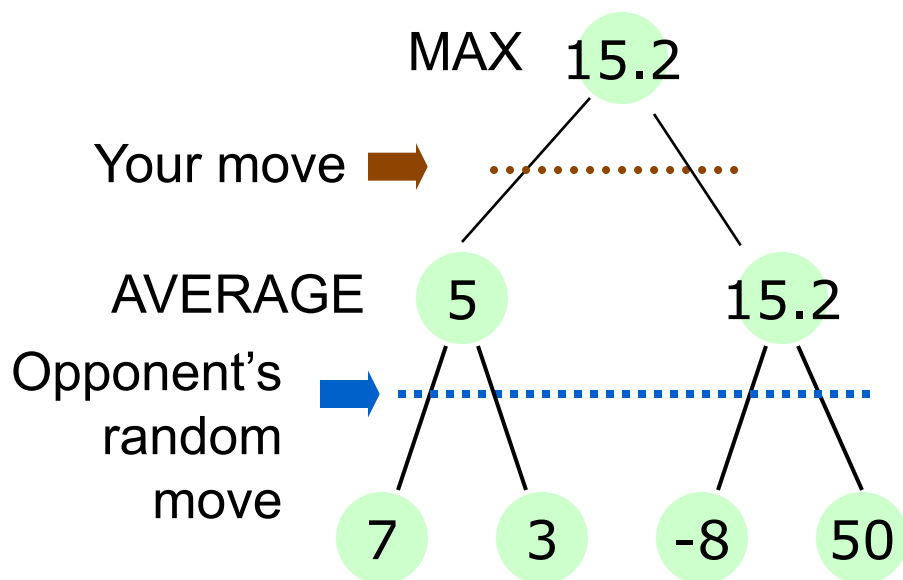 MAX 15.2
Your move
AVERAGE 5 15.2
Opponent’s
random
move
7 3 -8 50